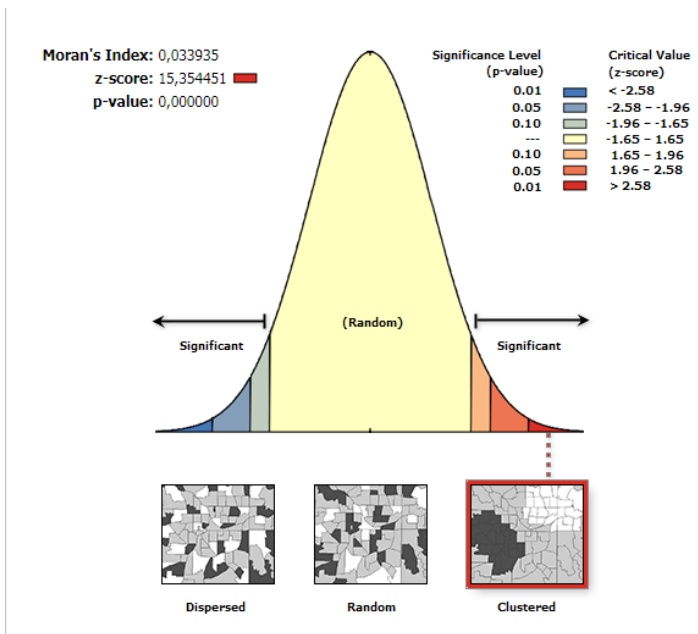 Moran's Index: 0,033935
z-score: 15,354451
p-value: 0,000000
Significance Level
(p-value)
Critical Value
(z-score)
0.01 < -2.58
0.05 -2.58 – -1.96
0.10 -1.96 – -1.65
--- -1.65 – 1.65
0.10 1.65 – 1.96
0.05 1.96 – 2.58
0.01 > 2.58
(Random)
Significant
Significant
Dispersed
Random
Clustered